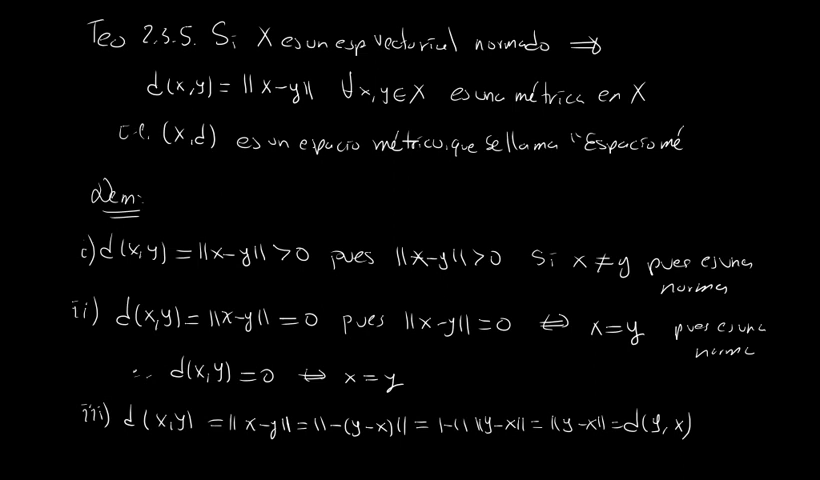 Teo 2.3.5. Si X es un esp vectorial normado ⇒
d(x,y) = ||x-y|| ∀x,y∈X es una métrica en X
i.e. (X,d) es un espacio métrico, que se llama "Espacio mé
Dem:
i) d(x,y) = ||x-y|| > 0 pues ||x-y|| > 0 si x ≠ y pues es una
norma
ii) d(x,y) = ||x-y|| = 0 pues ||x-y|| = 0 ⇔ x = y pues es una
norma
∴ d(x,y) = 0 ⇔ x = y
iii) d(x,y) = ||x-y|| = ||-(y-x)|| = |-1| ||y-x|| = ||y-x|| = d(y,x)